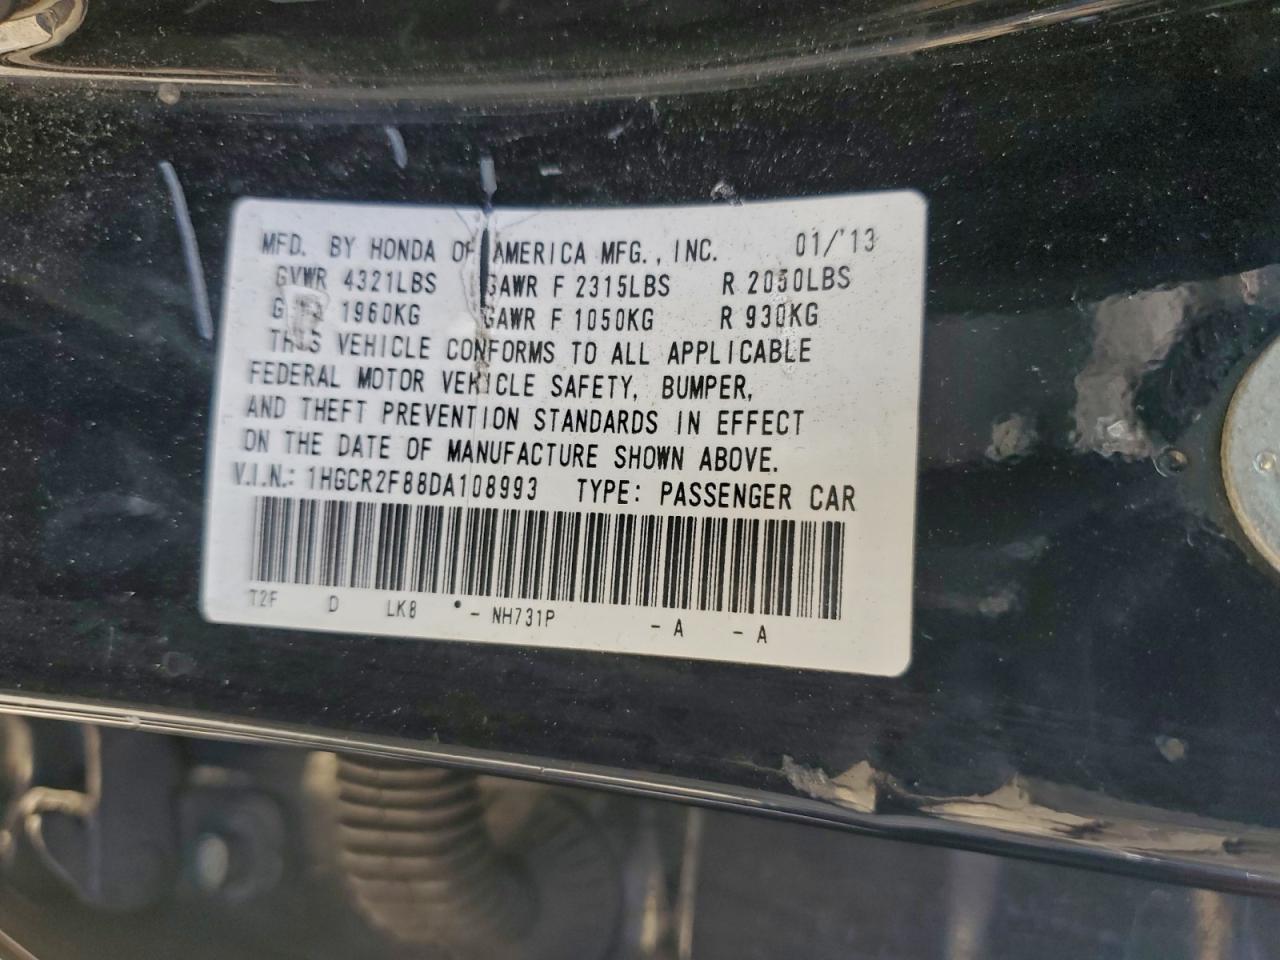 MFD. BY HONDA OF AMERICA MFG., INC. 01/'13
GVWR 4321LBS GAWR F 2315LBS R 2050LBS
1960KG GAWR F 1050KG R 930KG
THIS VEHICLE CONFORMS TO ALL APPLICABLE
FEDERAL MOTOR VEHICLE SAFETY, BUMPER,
AND THEFT PREVENTION STANDARDS IN EFFECT
ON THE DATE OF MANUFACTURE SHOWN ABOVE.
V.I.N.: 1HGCR2F88DA108993 TYPE: PASSENGER CAR
T2F D LK8 *- NH731P - A - A